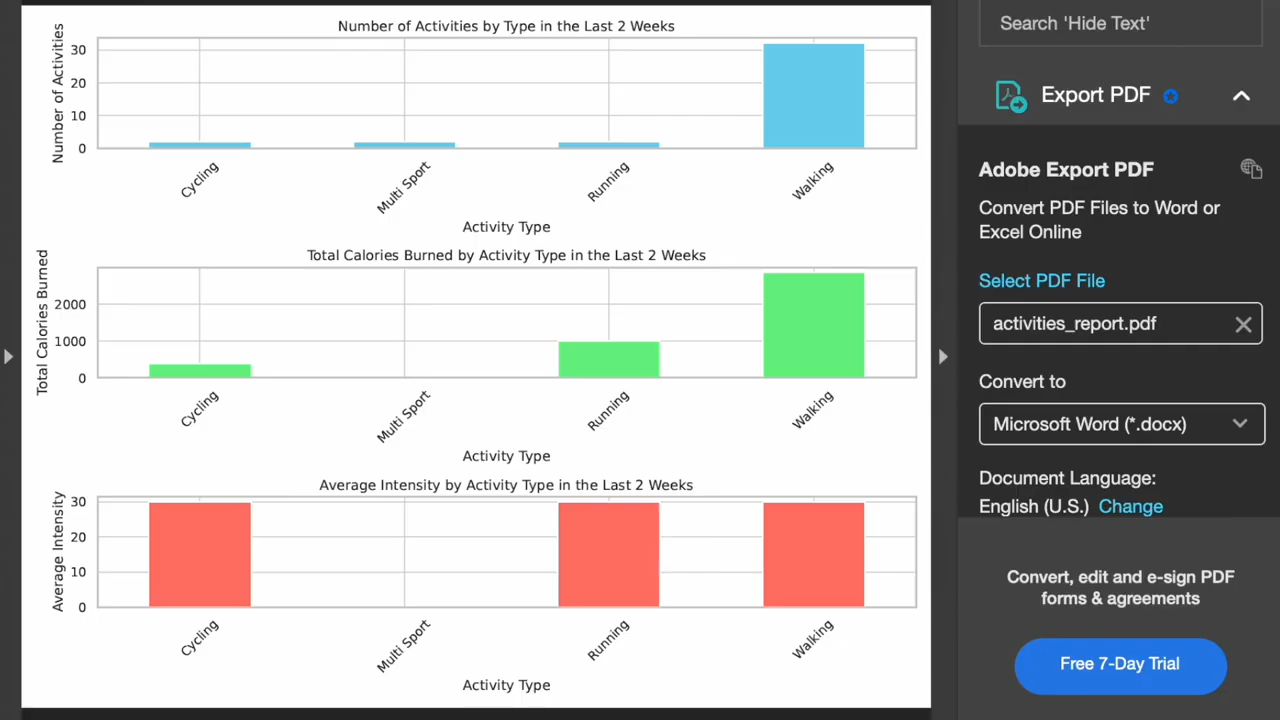 Number of Activities by Type in the Last 2 Weeks
Number of Activities
30
20
10
0
Cycling
Multi Sport
Running
Walking
Activity Type
Total Calories Burned by Activity Type in the Last 2 Weeks
Total Calories Burned
2000
1000
0
Cycling
Multi Sport
Running
Walking
Activity Type
Average Intensity by Activity Type in the Last 2 Weeks
Average Intensity
30
20
10
0
Cycling
Multi Sport
Running
Walking
Activity Type
Search 'Hide Text'
Export PDF
Adobe Export PDF
Convert PDF Files to Word or
Excel Online
Select PDF File
activities_report.pdf
Convert to
Microsoft Word (*.docx)
Document Language:
English (U.S.) Change
Convert, edit and e-sign PDF
forms & agreements
Free 7-Day Trial